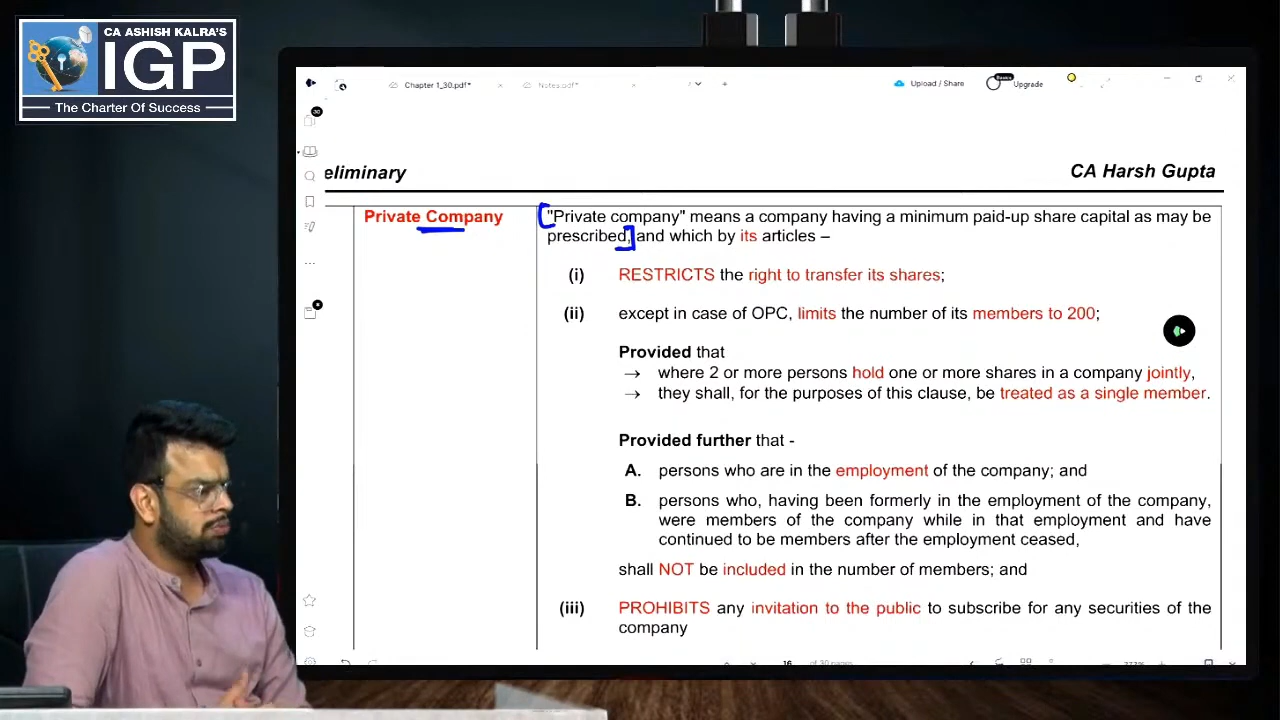 CA ASHISH KALRA'S
IGP
The Charter Of Success
Chapter 1_30.pdf*
Notes.pdf*
Upload / Share
Basics
Upgrade
30
eliminary
CA Harsh Gupta
Private Company
"Private company" means a company having a minimum paid-up share capital as may be
prescribed, and which by its articles –
(i) RESTRICTS the right to transfer its shares;
(ii) except in case of OPC, limits the number of its members to 200;
Provided that
→ where 2 or more persons hold one or more shares in a company jointly,
→ they shall, for the purposes of this clause, be treated as a single member.
Provided further that -
A. persons who are in the employment of the company; and
B. persons who, having been formerly in the employment of the company,
were members of the company while in that employment and have
continued to be members after the employment ceased,
shall NOT be included in the number of members; and
(iii) PROHIBITS any invitation to the public to subscribe for any securities of the
company
16 of 30 pages